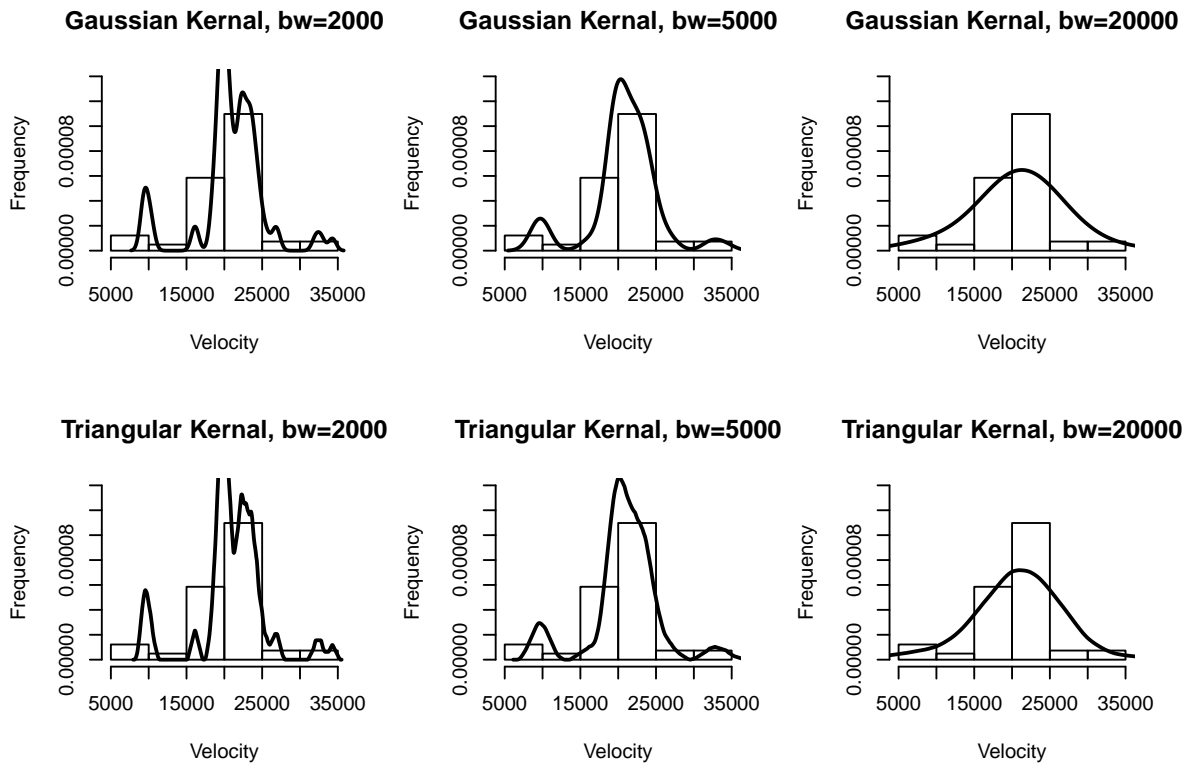 Gaussian Kernal, bw=2000
Frequency
0.00000 0.00008
5000 15000 25000 35000
Velocity
Gaussian Kernal, bw=5000
Frequency
0.00000 0.00008
5000 15000 25000 35000
Velocity
Gaussian Kernal, bw=20000
Frequency
0.00000 0.00008
5000 15000 25000 35000
Velocity
Triangular Kernal, bw=2000
Frequency
0.00000 0.00008
5000 15000 25000 35000
Velocity
Triangular Kernal, bw=5000
Frequency
0.00000 0.00008
5000 15000 25000 35000
Velocity
Triangular Kernal, bw=20000
Frequency
0.00000 0.00008
5000 15000 25000 35000
Velocity